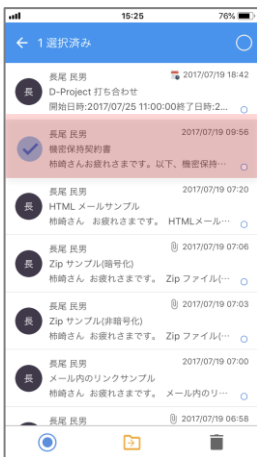 15:25
76%
1 選択済み
長尾 民男
2017/07/19 18:42
長
D-Project 打ち合わせ
開始日時:2017/07/25 11:00:00終了日時:2...
長尾 民男
2017/07/19 09:56
機密保持契約書
柿崎さんお疲れさまです。以下、機密保持…
長尾 民男
2017/07/19 07:20
長
HTML メールサンプル
柿崎さん お疲れさまです。 HTMLメール…
長尾 民男
2017/07/19 07:06
長
Zip サンプル(暗号化)
柿崎さん お疲れさまです。 Zip ファイル(…
長尾 民男
2017/07/19 07:03
長
Zip サンプル(非暗号化)
柿崎さん お疲れさまです。 Zip ファイル(…
長尾 民男
2017/07/19 07:00
長
メール内のリンクサンプル
柿崎さん お疲れさまです。 メール内のリ…
長尾 民男
2017/07/19 06:58
長